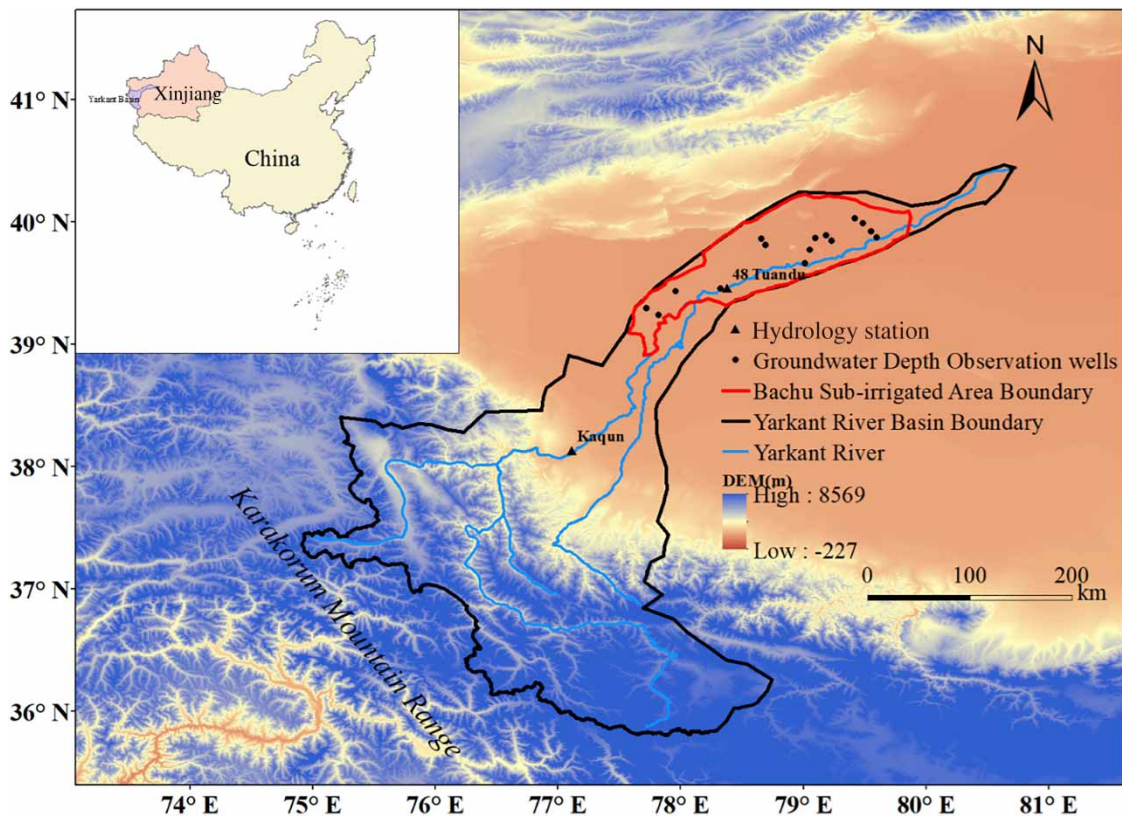 Xinjiang
Yarkant Basin
China
N
41° N
40° N
39° N
38° N
37° N
36° N
48 Tuandu
Kaqun
Karakorum Mountain Range
Hydrology station
Groundwater Depth Observation wells
Bachu Sub-irrigated Area Boundary
Yarkant River Basin Boundary
Yarkant River
DEM(m)
High : 8569
Low : -227
0 100 200
km
74° E 75° E 76° E 77° E 78° E 79° E 80° E 81° E